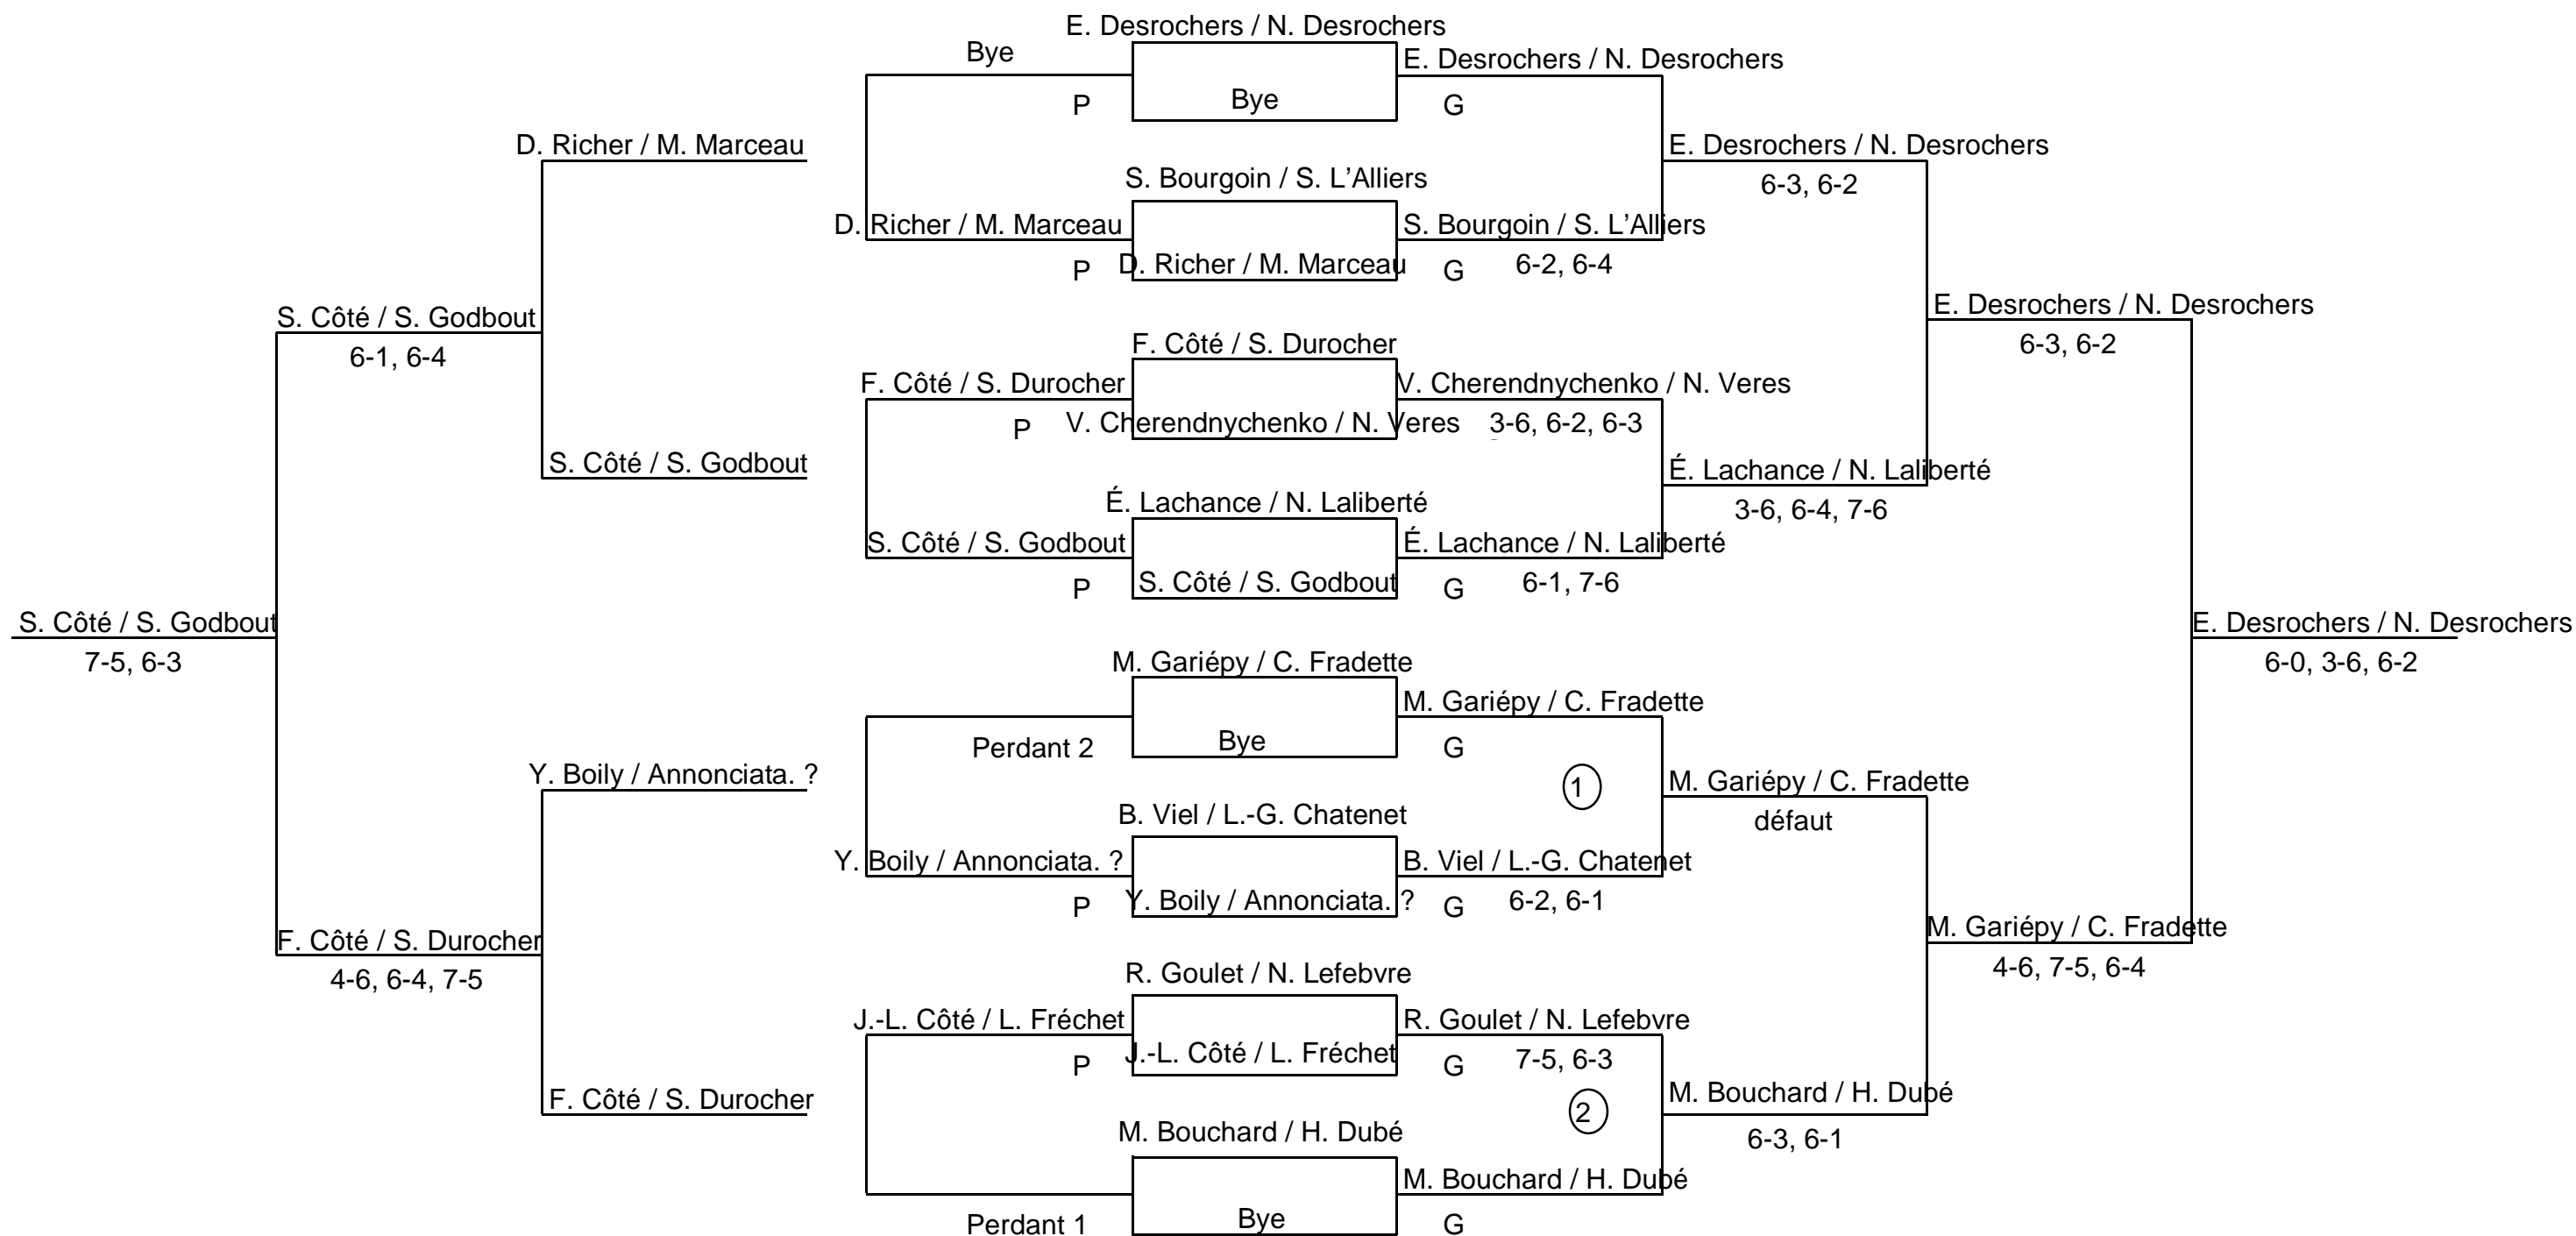 E. Desrochers / N. Desrochers
Bye
E. Desrochers / N. Desrochers
P
Bye
G
D. Richer / M. Marceau
E. Desrochers / N. Desrochers
6-3, 6-2
S. Bourgoin / S. L’Alliers
D. Richer / M. Marceau
S. Bourgoin / S. L’Alliers
P
D. Richer / M. Marceau
G
6-2, 6-4
S. Côté / S. Godbout
6-1, 6-4
E. Desrochers / N. Desrochers
6-3, 6-2
F. Côté / S. Durocher
F. Côté / S. Durocher
V. Cherendnychenko / N. Veres
P
V. Cherendnychenko / N. Veres
3-6, 6-2, 6-3
S. Côté / S. Godbout
É. Lachance / N. Laliberté
3-6, 6-4, 7-6
É. Lachance / N. Laliberté
S. Côté / S. Godbout
É. Lachance / N. Laliberté
P
S. Côté / S. Godbout
G
6-1, 7-6
S. Côté / S. Godbout
7-5, 6-3
E. Desrochers / N. Desrochers
6-0, 3-6, 6-2
M. Gariépy / C. Fradette
M. Gariépy / C. Fradette
Perdant 2
Bye
G
1
Y. Boily / Annonciata. ?
M. Gariépy / C. Fradette
défaut
B. Viel / L.-G. Chatenet
Y. Boily / Annonciata. ?
B. Viel / L.-G. Chatenet
P
Y. Boily / Annonciata. ?
G
6-2, 6-1
F. Côté / S. Durocher
4-6, 6-4, 7-5
M. Gariépy / C. Fradette
4-6, 7-5, 6-4
R. Goulet / N. Lefebvre
J.-L. Côté / L. Fréchet
R. Goulet / N. Lefebvre
P
J.-L. Côté / L. Fréchet
G
7-5, 6-3
2
F. Côté / S. Durocher
M. Bouchard / H. Dubé
6-3, 6-1
M. Bouchard / H. Dubé
M. Bouchard / H. Dubé
Perdant 1
Bye
G